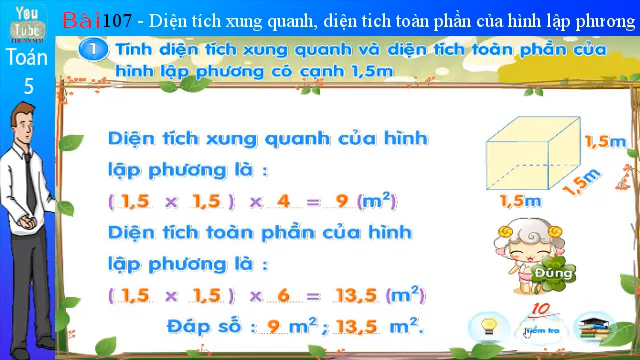 You
Tube
THUẬN MAI
Toán
5
Bài107 - Diện tích xung quanh, diện tich toàn phần của hình lập phương
1 Tính diện tích xung quanh và diện tích toàn phần của
hình lập phương có cạnh 1,5m
Diện tích xung quanh của hình
lập phương là :
( 1,5 x 1,5 ) x 4 = 9 (m²)
Diện tích toàn phần của hình
lập phương là :
( 1,5 x 1,5 ) x 6 = 13,5 (m²)
Đáp số : 9 m² ; 13,5 m².
1,5m
1,5m
1,5m
Đúng
10
Kiểm tra